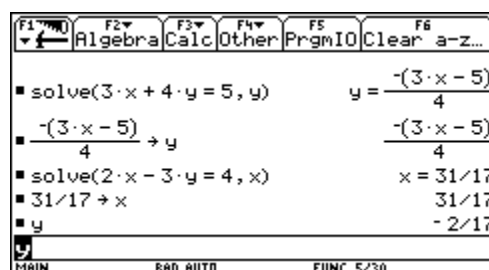 F1 F2 F3 F4 F5 F6
Algebra Calc Other PrgmIO Clear a-z…
solve(3·x + 4·y = 5, y) y = -(3·x - 5)/4
-(3·x - 5)/4 → y -(3·x - 5)/4
solve(2·x - 3·y = 4, x) x = 31/17
31/17 → x 31/17
y -2/17
y
MAIN RAD AUTO FUNC 5/30